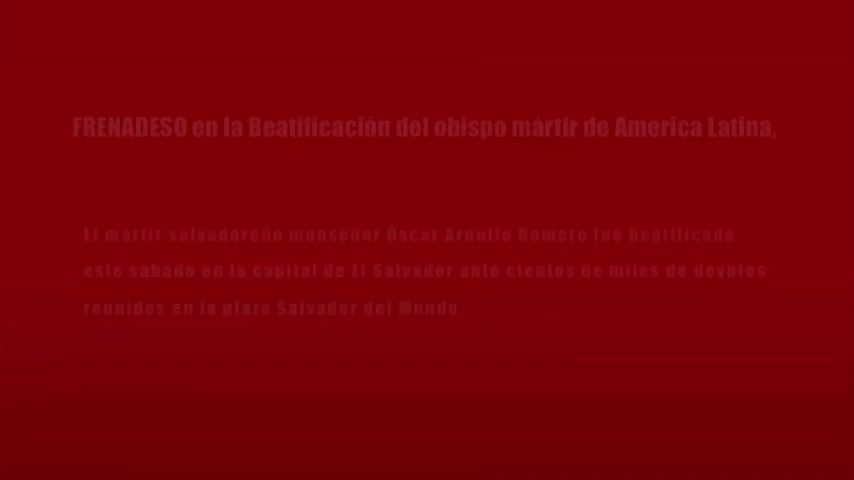 FRENADESO en la Beatificación del obispo mártir de America Latina,
El mártir salvadoreño monseñor Óscar Arnulfo Romero fue beatificado
este sabado en la capital de El Salvador ante cientos de miles de devotos
reunidos en la plaza Salvador del Mundo.